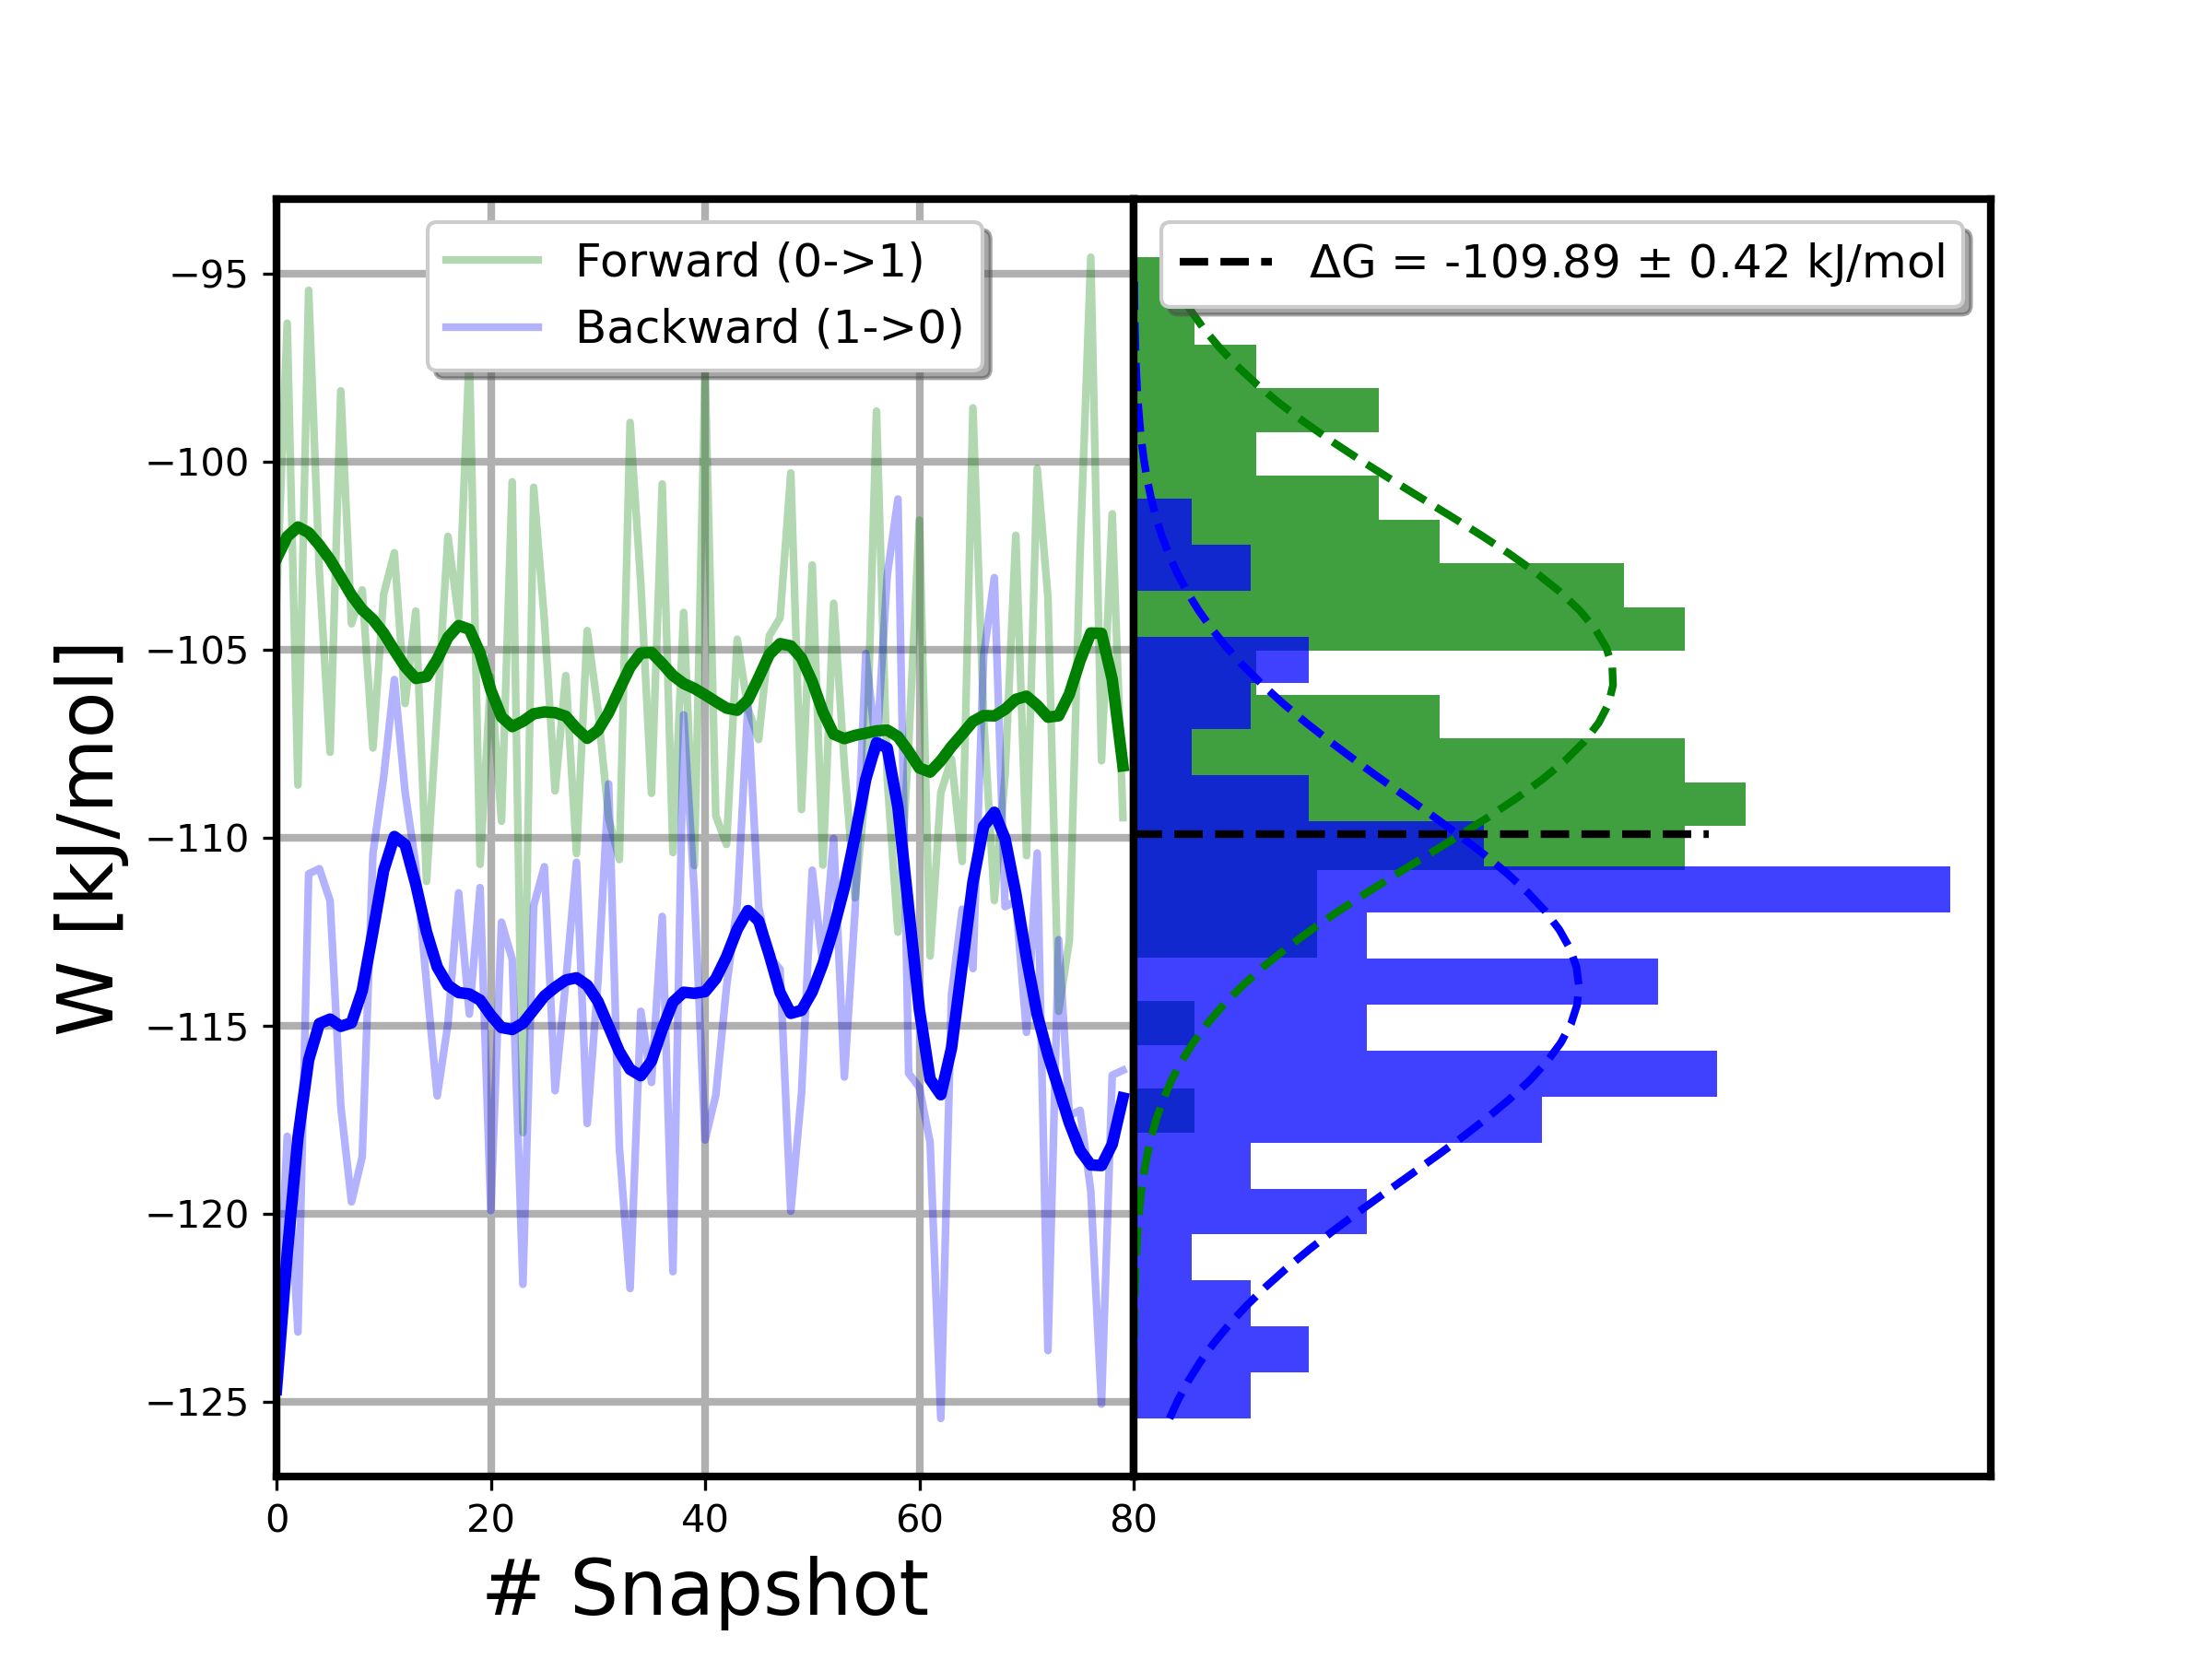 Forward (0->1)
Backward (1->0)
ΔG = -109.89 ± 0.42 kJ/mol
W [kJ/mol]
−95
−100
−105
−110
−115
−120
−125
0 20 40 60 80
# Snapshot